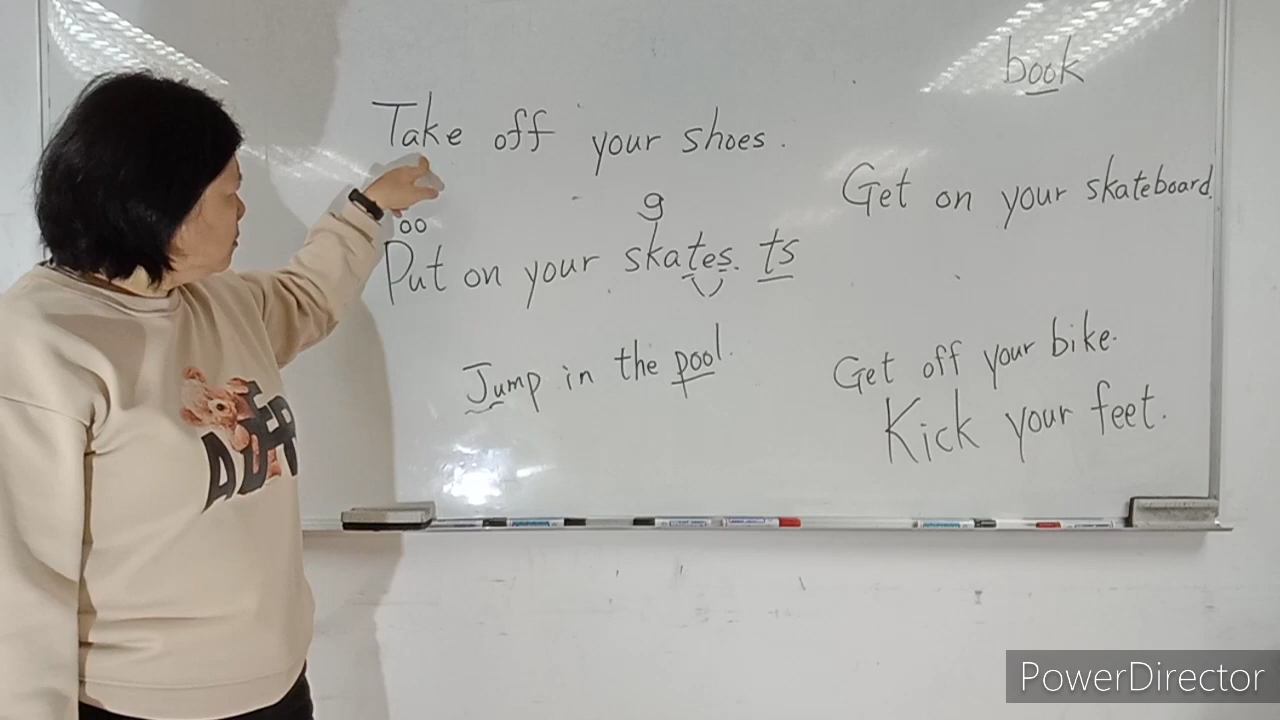 book
Take off your shoes.
Get on your skateboard.
g
oo
Put on your skates. ts
Jump in the pool.
Get off your bike.
Kick your feet.
PowerDirector